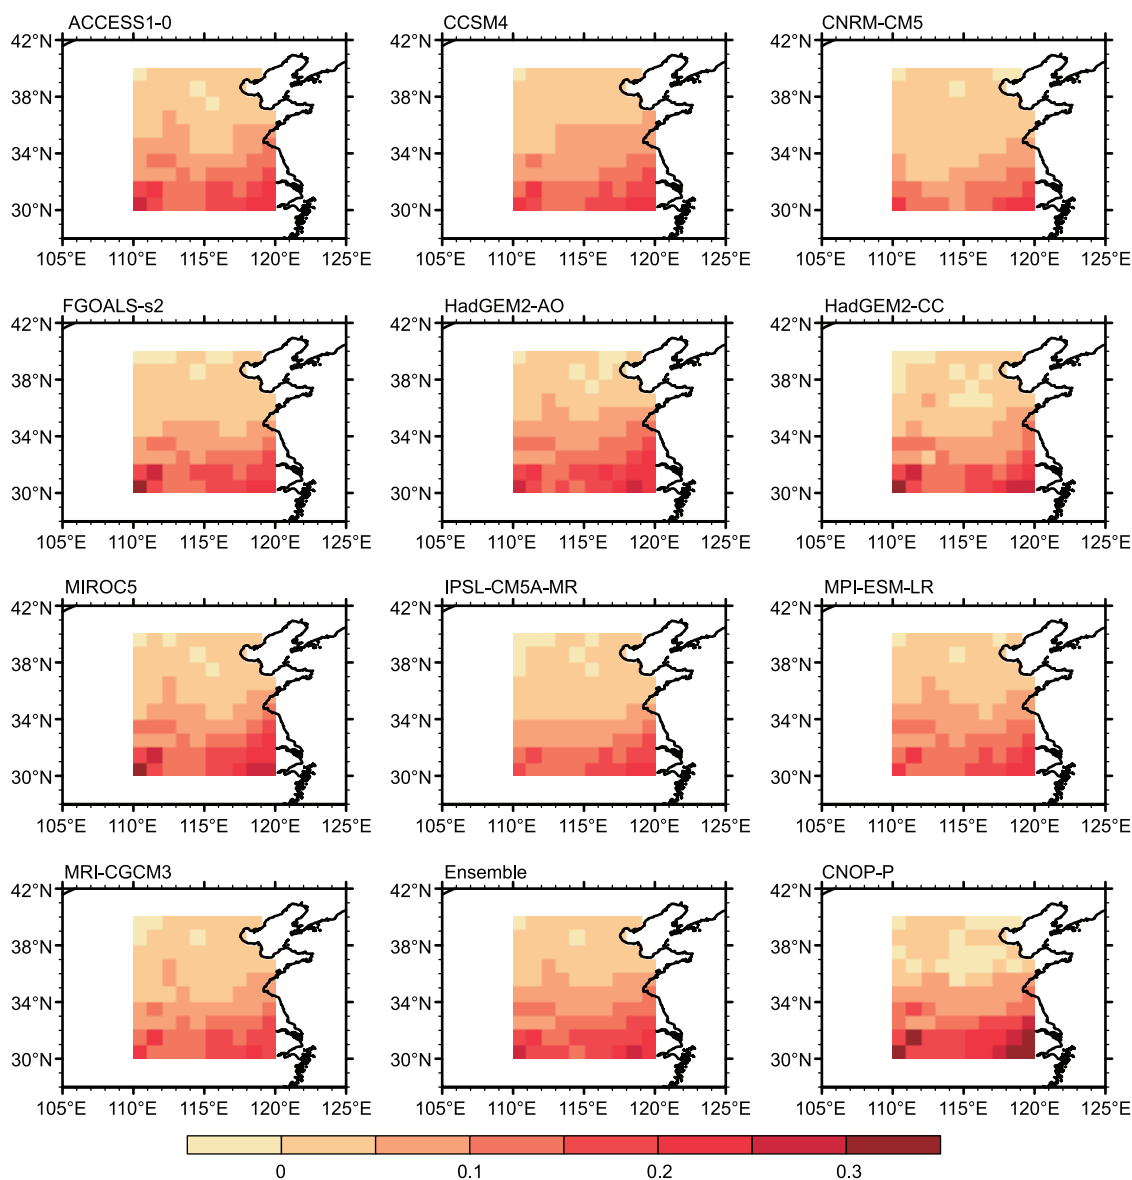 ACCESS1-0 CCSM4 CNRM-CM5
42°N 42°N 42°N
38°N 38°N 38°N
34°N 34°N 34°N
30°N 30°N 30°N
105°E 110°E 115°E 120°E 125°E 105°E 110°E 115°E 120°E 125°E 105°E 110°E 115°E 120°E 125°E
FGOALS-s2 HadGEM2-AO HadGEM2-CC
42°N 42°N 42°N
38°N 38°N 38°N
34°N 34°N 34°N
30°N 30°N 30°N
105°E 110°E 115°E 120°E 125°E 105°E 110°E 115°E 120°E 125°E 105°E 110°E 115°E 120°E 125°E
MIROC5 IPSL-CM5A-MR MPI-ESM-LR
42°N 42°N 42°N
38°N 38°N 38°N
34°N 34°N 34°N
30°N 30°N 30°N
105°E 110°E 115°E 120°E 125°E 105°E 110°E 115°E 120°E 125°E 105°E 110°E 115°E 120°E 125°E
MRI-CGCM3 Ensemble CNOP-P
42°N 42°N 42°N
38°N 38°N 38°N
34°N 34°N 34°N
30°N 30°N 30°N
105°E 110°E 115°E 120°E 125°E 105°E 110°E 115°E 120°E 125°E 105°E 110°E 115°E 120°E 125°E
0 0.1 0.2 0.3